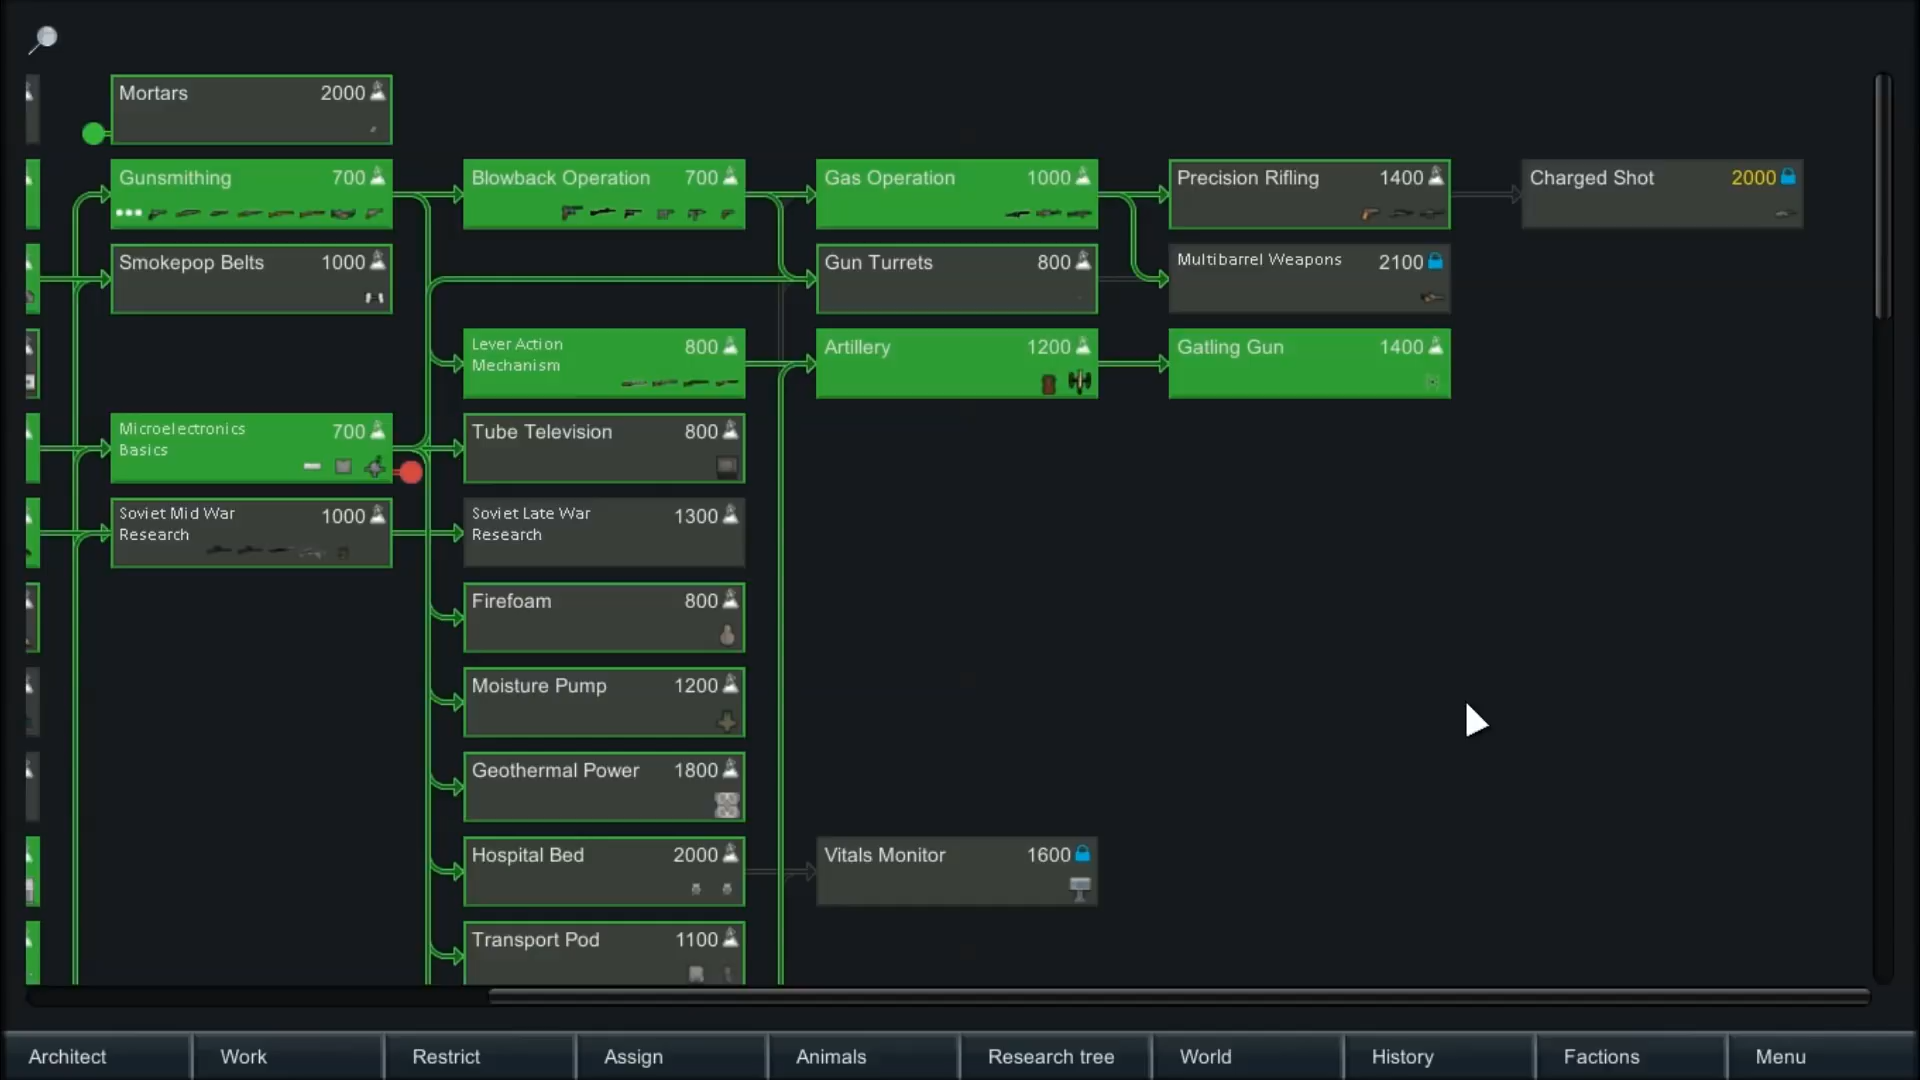 Mortars 2000
Gunsmithing 700
Blowback Operation 700
Gas Operation 1000
Precision Rifling 1400
Charged Shot 2000
Smokepop Belts 1000
Gun Turrets 800
Multibarrel Weapons 2100
Lever Action
Mechanism 800
Artillery 1200
Gatling Gun 1400
Microelectronics
Basics 700
Tube Television 800
Soviet Mid War
Research 1000
Soviet Late War
Research 1300
Firefoam 800
Moisture Pump 1200
Geothermal Power 1800
Hospital Bed 2000
Vitals Monitor 1600
Transport Pod 1100
Architect Work Restrict Assign Animals Research tree World History Factions Menu